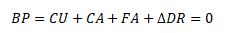 BP = CU + CA + FA + ΔDR = 0